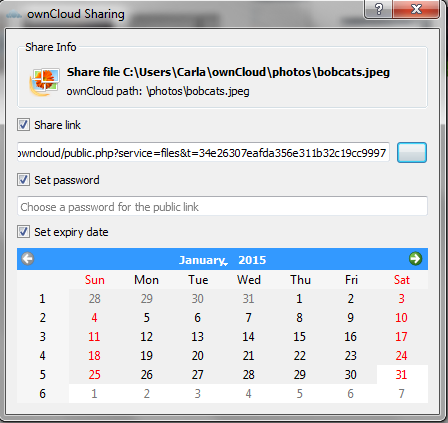 ownCloud Sharing
Share Info
Share file C:\Users\Carla\ownCloud\photos\bobcats.jpeg
ownCloud path: \photos\bobcats.jpeg
Share link
owncloud/public.php?service=files&t=34e26307eafda356e311b32c19cc9997
Set password
Choose a password for the public link
Set expiry date
January, 2015
Sun Mon Tue Wed Thu Fri Sat
1 28 29 30 31 1 2 3
2 4 5 6 7 8 9 10
3 11 12 13 14 15 16 17
4 18 19 20 21 22 23 24
5 25 26 27 28 29 30 31
6 1 2 3 4 5 6 7